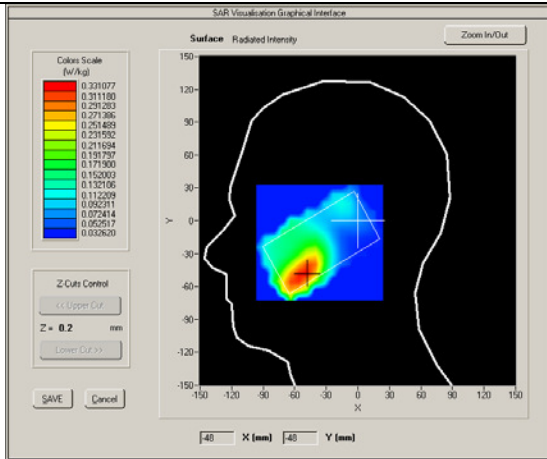 SAR Visualisation Graphical Interface
Surface Radiated Intensity
Zoom In/Out
Colors Scale
(W/kg)
0.331077
0.311180
0.291283
0.271386
0.251489
0.231592
0.211694
0.191797
0.171900
0.152003
0.132106
0.112209
0.092311
0.072414
0.052517
0.032620
Z-Cuts Control
<< Upper Cut
Z = 0.2 mm
Lower Cut >>
SAVE Cancel
150
120
90
60
30
0
-30
-60
-90
-120
-150
Y
-150 -120 -90 -60 -30 0 30 60 90 120 150
X
-48 X (mm) -48 Y (mm)